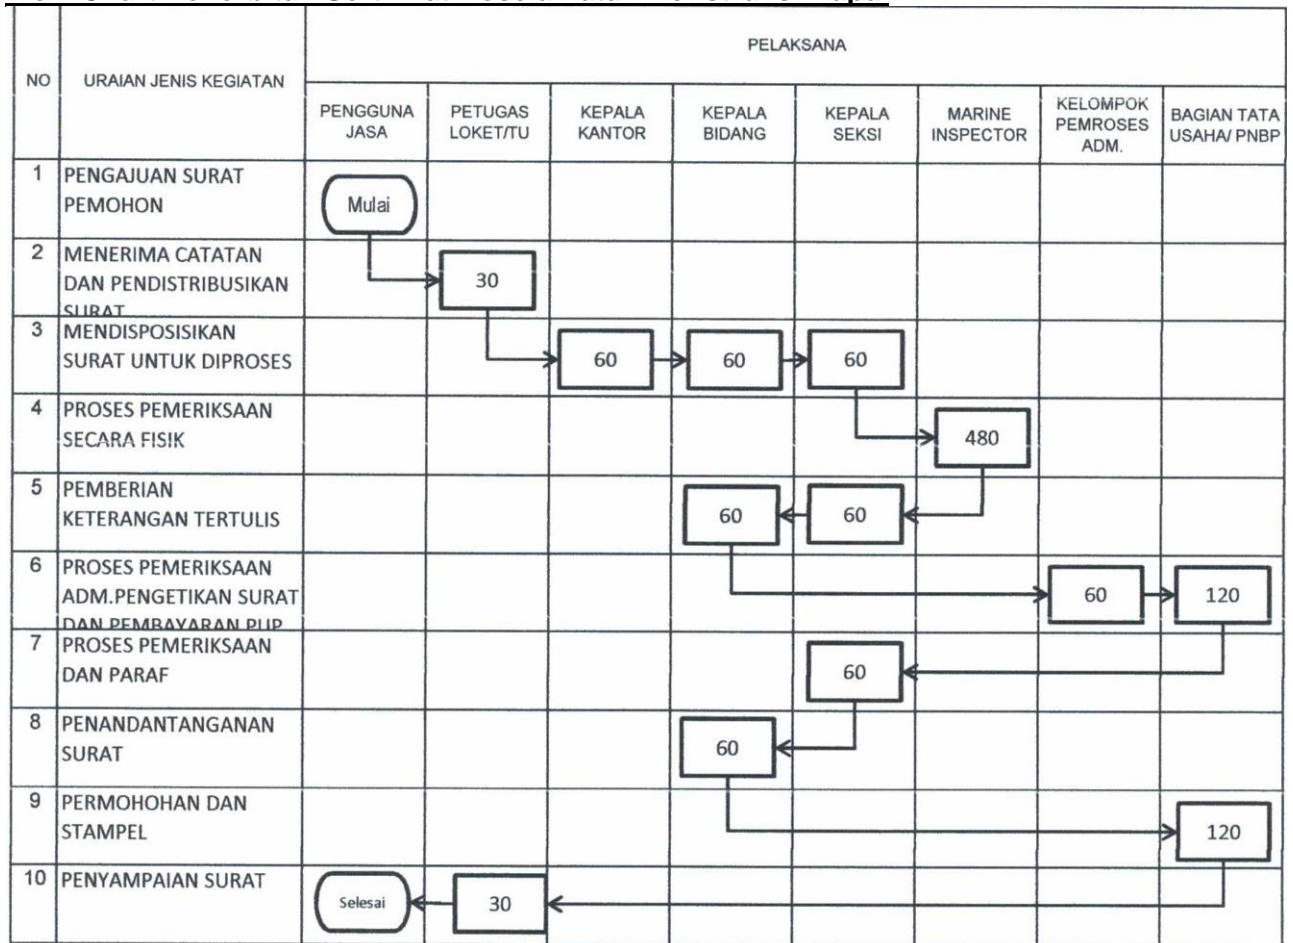 PELAKSANA
NO
URAIAN JENIS KEGIATAN
PENGGUNA
JASA
PETUGAS
LOKET/TU
KEPALA
KANTOR
KEPALA
BIDANG
KEPALA
SEKSI
MARINE
INSPECTOR
KELOMPOK
PEMROSES
ADM.
BAGIAN TATA
USAHA/ PNBP
1 PENGAJUAN SURAT
PEMOHON
Mulai
2 MENERIMA CATATAN
DAN PENDISTRIBUSIKAN
SURAT
30
3 MENDISPOSISIKAN
SURAT UNTUK DIPROSES
60 60 60
4 PROSES PEMERIKSAAN
SECARA FISIK
480
5 PEMBERIAN
KETERANGAN TERTULIS
60 60
6 PROSES PEMERIKSAAN
ADM.PENGETIKAN SURAT
DAN PEMBAYARAN PUP
60 120
7 PROSES PEMERIKSAAN
DAN PARAF
60
8 PENANDANTANGANAN
SURAT
60
9 PERMOHOHAN DAN
STAMPEL
120
10 PENYAMPAIAN SURAT
Selesai 30